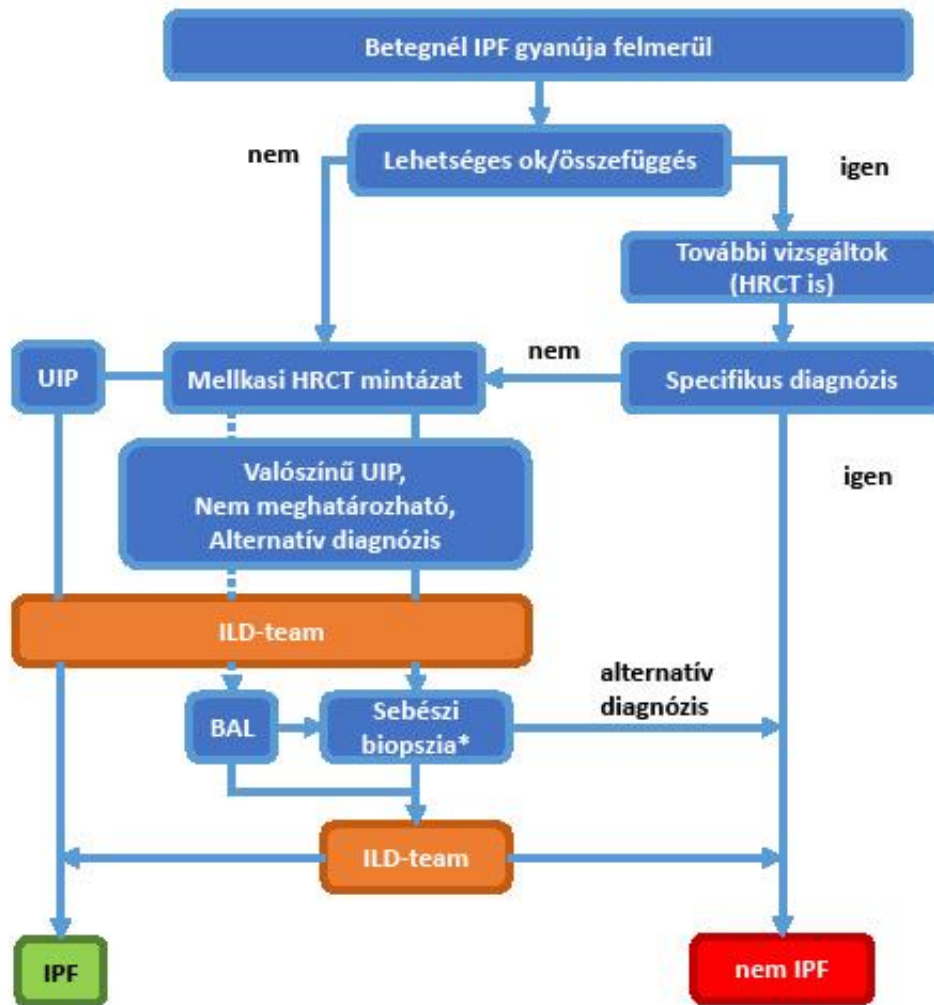 Betegnél IPF gyanúja felmerül
nem
Lehetséges ok/összefüggés
igen
További vizsgáltok
(HRCT is)
UIP
Mellkasi HRCT mintázat
nem
Specifikus diagnózis
Valószínű UIP,
Nem meghatározható,
Alternatív diagnózis
igen
ILD-team
BAL
Sebészi
biopszia*
alternatív
diagnózis
ILD-team
IPF
nem IPF